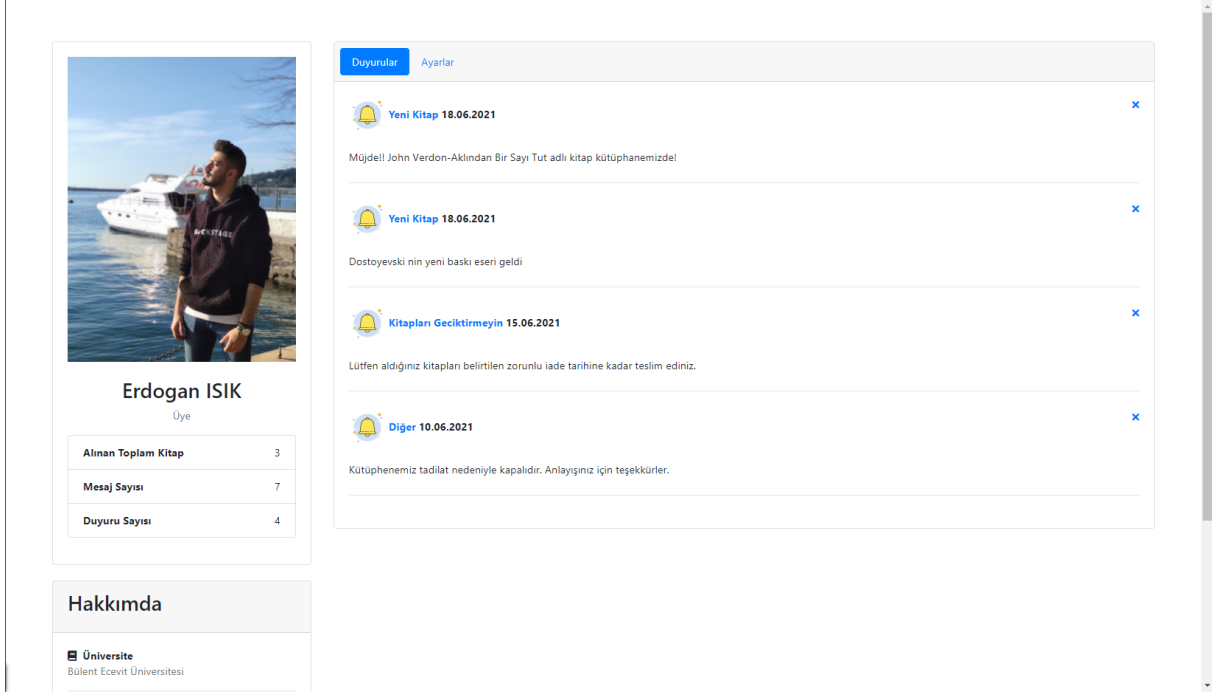 BACKSTAGE
Erdogan ISIK
Üye
Alınan Toplam Kitap 3
Mesaj Sayısı 7
Duyuru Sayısı 4
Hakkımda
Üniversite
Bülent Ecevit Üniversitesi
Duyurular Ayarlar
Yeni Kitap 18.06.2021
Müjde!! John Verdon-Aklından Bir Sayı Tut adlı kitap kütüphanemizde!
Yeni Kitap 18.06.2021
Dostoyevski nin yeni baskı eseri geldi
Kitapları Geciktirmeyin 15.06.2021
Lütfen aldığınız kitapları belirtilen zorunlu iade tarihine kadar teslim ediniz.
Diğer 10.06.2021
Kütüphenemiz tadilat nedeniyle kapalıdır. Anlayışınız için teşekkürler.